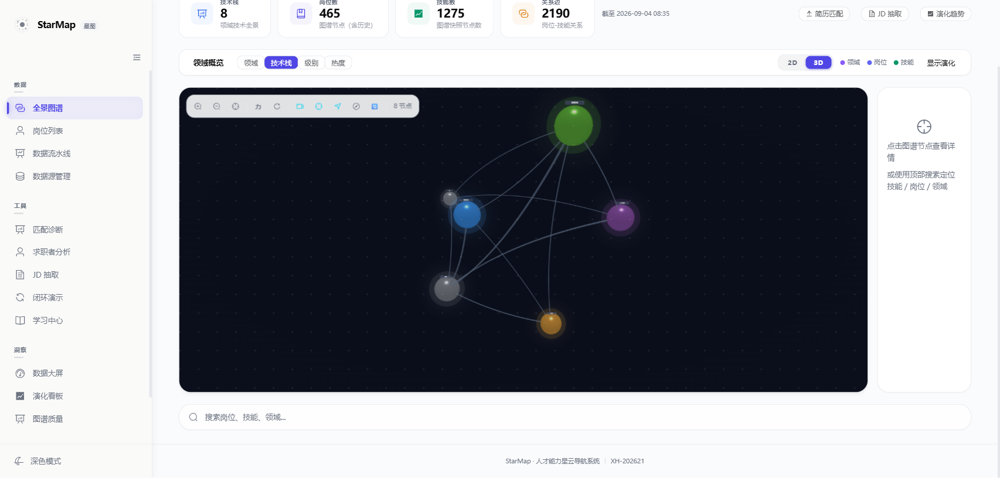 StarMap 星图
数据
全景图谱
岗位列表
数据流水线
数据源管理
工具
匹配诊断
求职者分析
JD 抽取
闭环演示
学习中心
洞察
数据大屏
演化看板
图谱质量
深色模式
技术栈
8
领域技术全景
岗位数
465
图谱节点（含历史）
技能数
1275
图谱快照节点数
关系边
2190
岗位-技能关系
截至 2026-09-04 08:35
简历匹配
JD 抽取
演化趋势
领域概览
领域
技术栈
级别
热度
2D
3D
领域
岗位
技能
显示演化
力
8 节点
点击图谱节点查看详
情
或使用顶部搜索定位
技能 / 岗位 / 领域
搜索岗位、技能、领域...
StarMap · 人才能力星云导航系统 | XH-202621